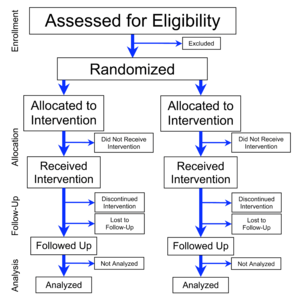 Enrollment
Assessed for Eligibility
Excluded
Randomized
Allocation
Allocated to
Intervention
Allocated to
Intervention
Did Not Receive
Intervention
Did Not Receive
Intervention
Received
Intervention
Received
Intervention
Follow-Up
Discontinued
Intervention
Discontinued
Intervention
Lost to
Follow-Up
Lost to
Follow-Up
Followed Up
Followed Up
Analysis
Not Analyzed
Not Analyzed
Analyzed
Analyzed